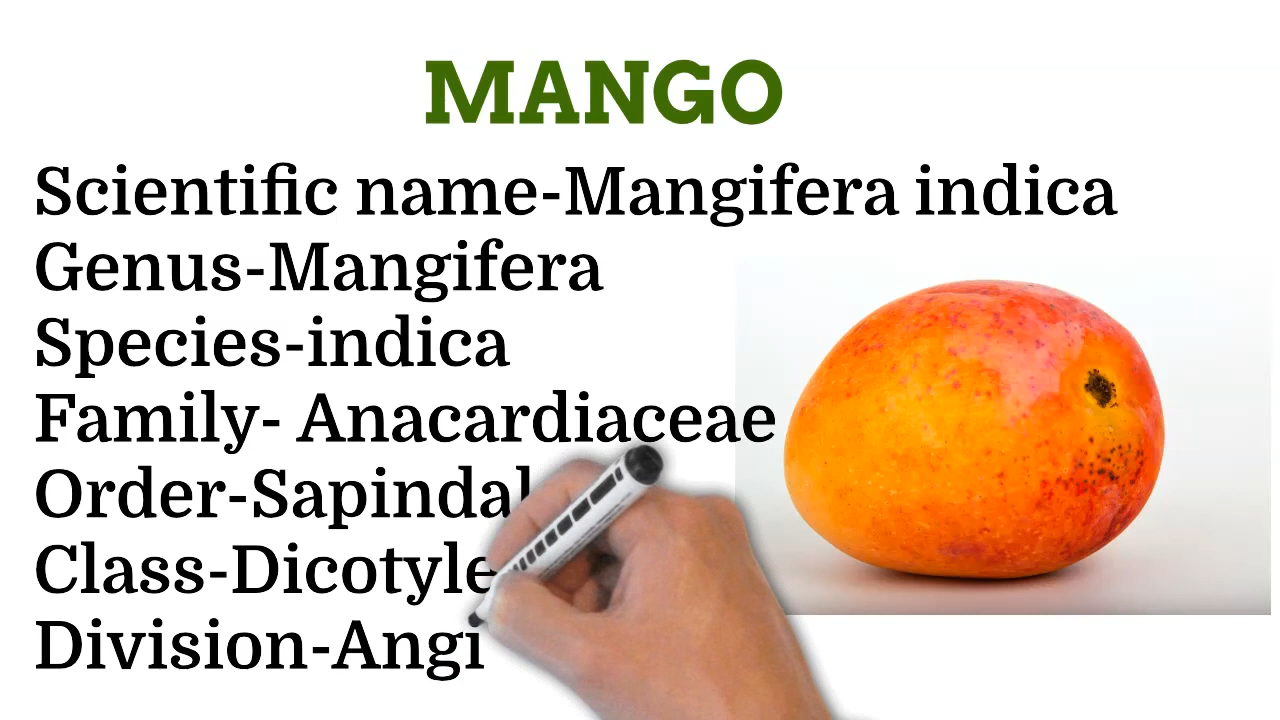 MANGO
Scientific name-Mangifera indica
Genus-Mangifera
Species-indica
Family- Anacardiaceae
Order-Sapindal
Class-Dicotyle
Division-Angi